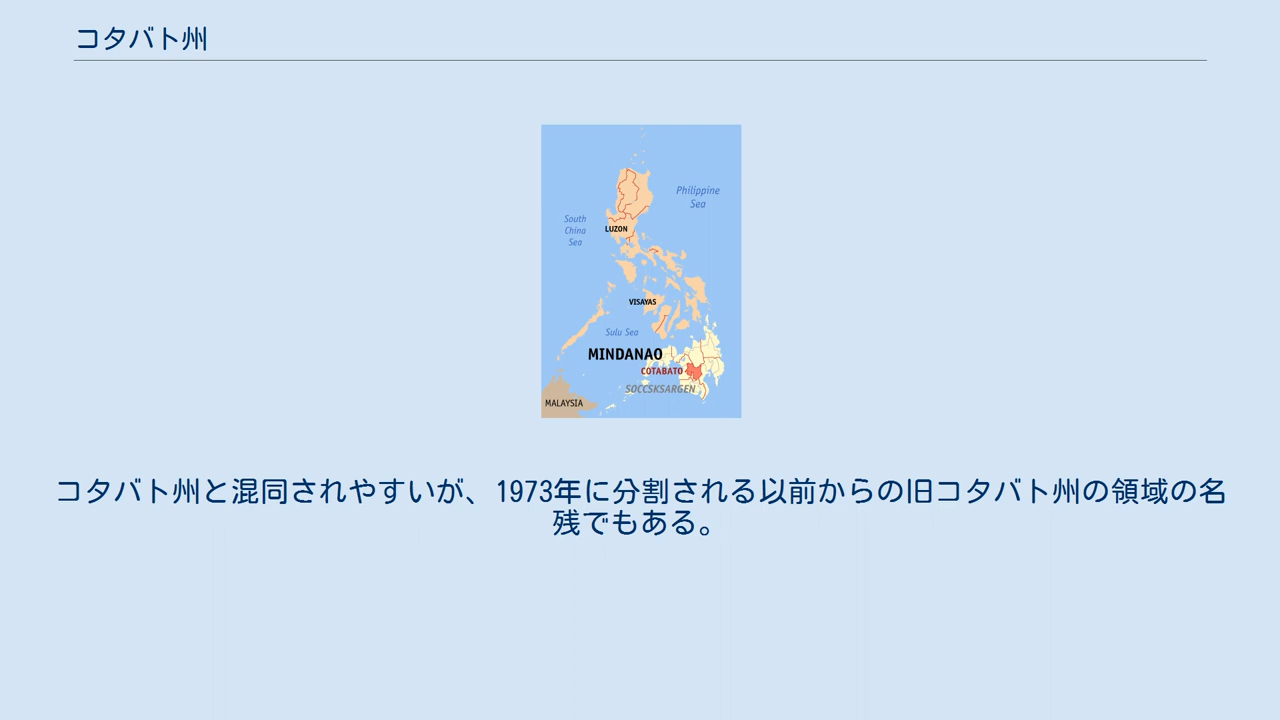 コタバト州
Philippine
Sea
South
China
Sea
LUZON
VISAYAS
Sulu Sea
MINDANAO
COTABATO
SOCCSKSARGEN
MALAYSIA
コタバト州と混同されやすいが、1973年に分割される以前からの旧コタバト州の領域の名
残でもある。